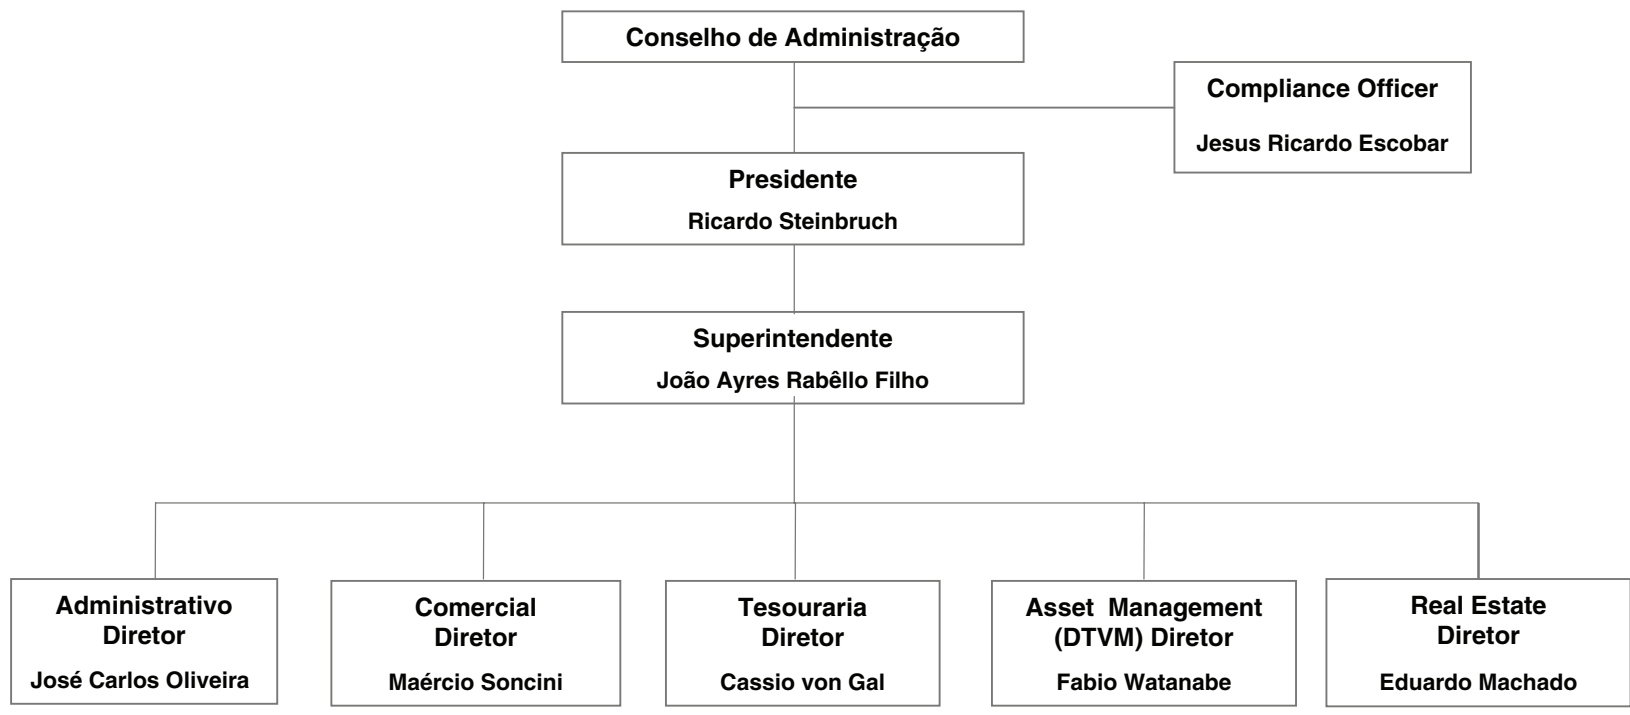 Conselho de Administração
Compliance Officer
Jesus Ricardo Escobar
Presidente
Ricardo Steinbruch
Superintendente
João Ayres Rabêllo Filho
Administrativo
Diretor
José Carlos Oliveira
Comercial
Diretor
Maércio Soncini
Tesouraria
Diretor
Cassio von Gal
Asset Management
(DTVM) Diretor
Fabio Watanabe
Real Estate
Diretor
Eduardo Machado